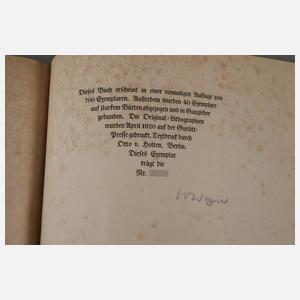 Dieses Buch erscheint in einer einmaligen Auflage von
700 Exemplaren. Außerdem wurden 40 Exemplare
auf starkem Bütten abgezogen und in Ganzleder
gebunden. Die Original-Lithographien
wurden April 1920 auf der Gurlitt-
Presse gedruckt. Textdruck durch
Otto v. Holten, Berlin.
Dieses Exemplar
trägt die
Nr.